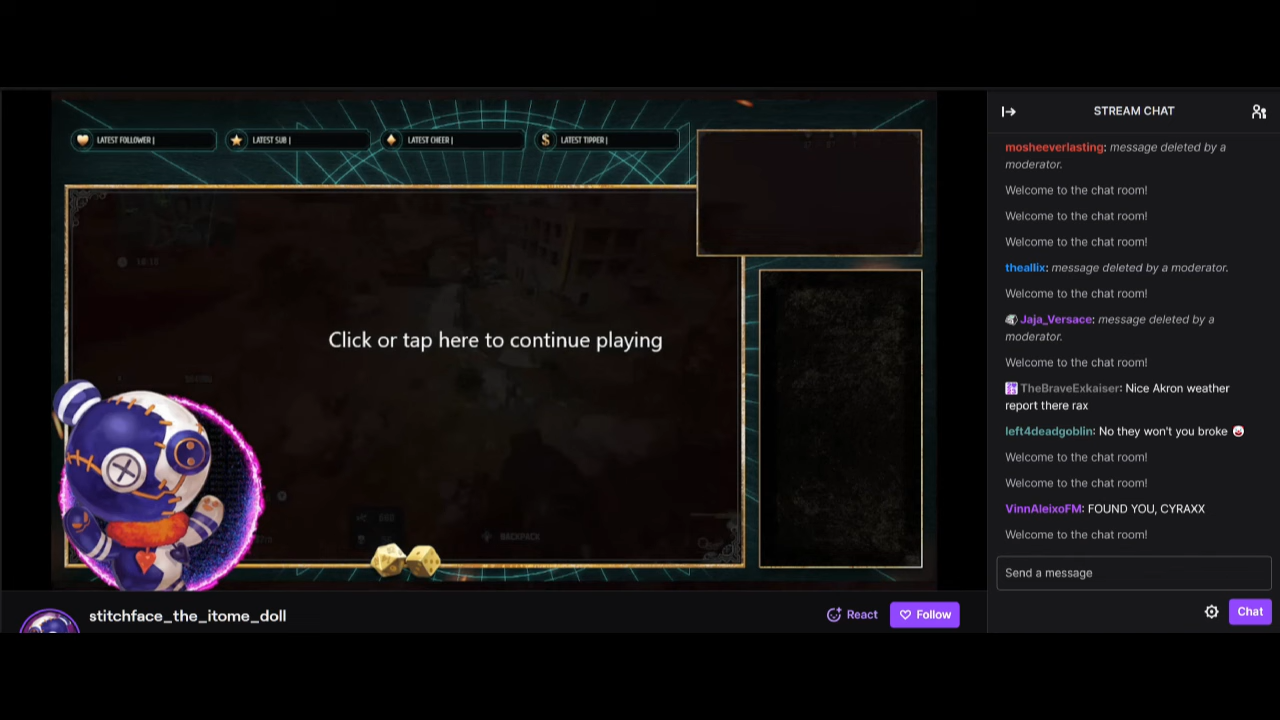 LATEST FOLLOWER |
LATEST SUB |
LATEST CHEER |
$ LATEST TIPPER |
18:18
Click or tap here to continue playing
BACKPACK
stitchface_the_itome_doll
React
Follow
STREAM CHAT
mosheeverlasting: message deleted by a
moderator.
Welcome to the chat room!
Welcome to the chat room!
Welcome to the chat room!
theallix: message deleted by a moderator.
Welcome to the chat room!
Jaja_Versace: message deleted by a
moderator.
Welcome to the chat room!
TheBraveExkaiser: Nice Akron weather
report there rax
left4deadgoblin: No they won't you broke
Welcome to the chat room!
Welcome to the chat room!
VinnAleixoFM: FOUND YOU, CYRAXX
Welcome to the chat room!
Send a message
Chat